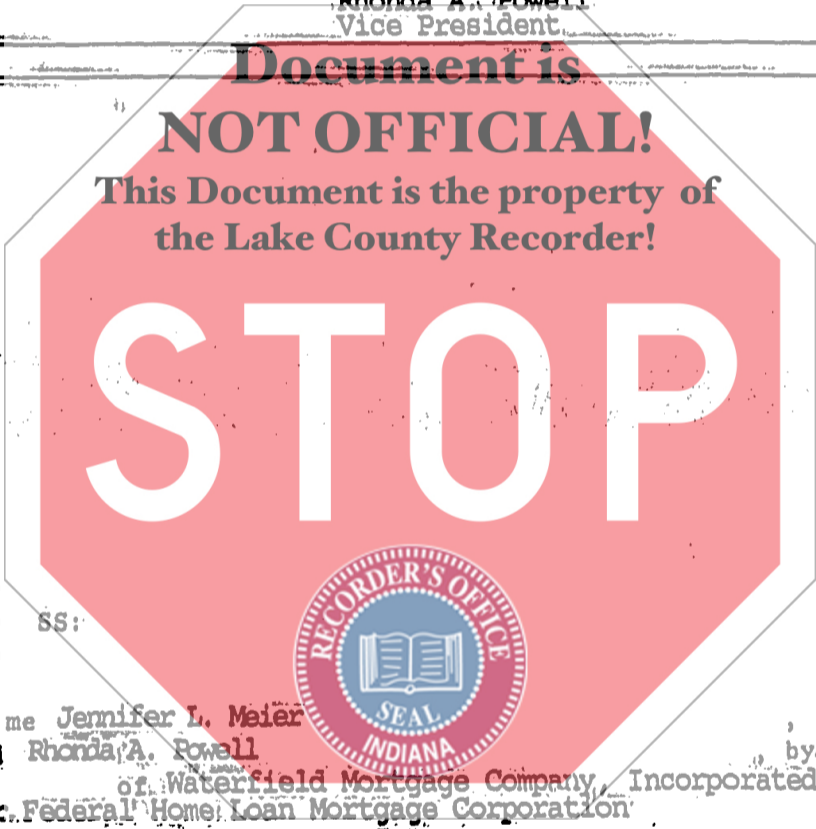 Rhonda A. Powell
Vice President
Document is
NOT OFFICIAL!
This Document is the property of
the Lake County Recorder!
STOP
RECORDER'S OFFICE
SEAL
INDIANA
SS:
me Jennifer L. Meier ,
Rhonda A. Powell , by
of Waterfield Mortgage Company, Incorporated
Federal Home Loan Mortgage Corporation